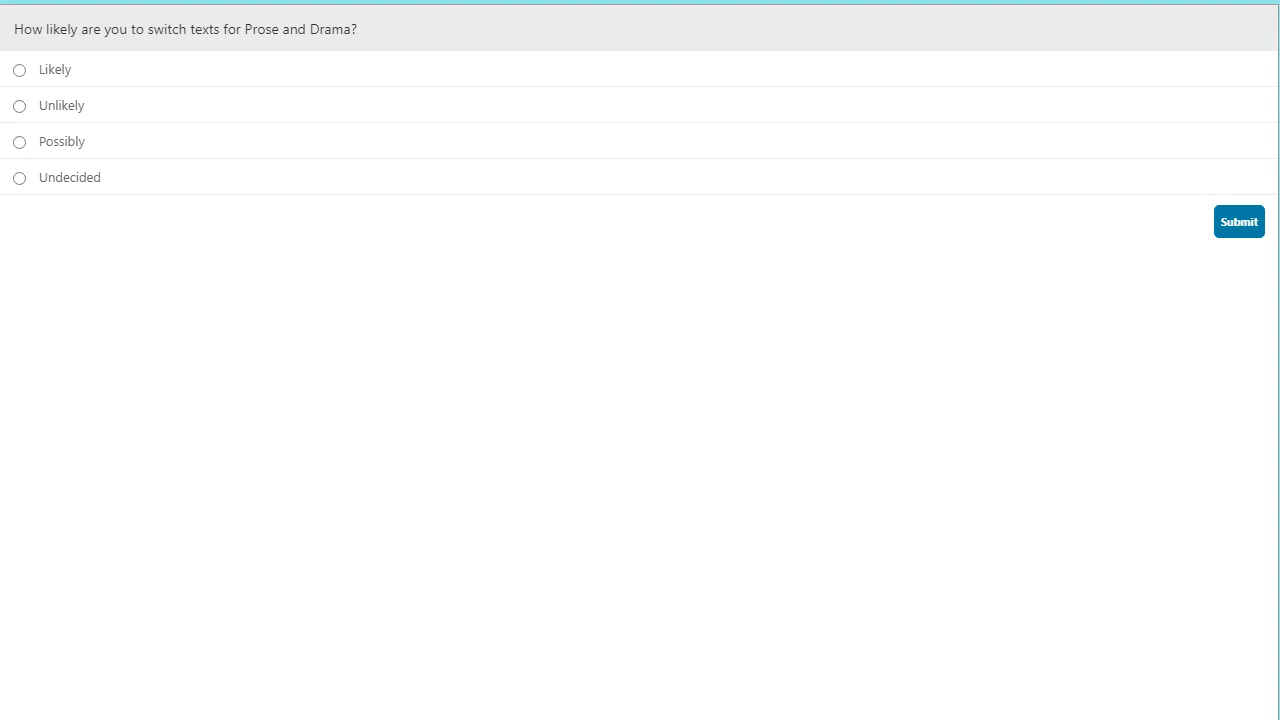 How likely are you to switch texts for Prose and Drama?
Likely
Unlikely
Possibly
Undecided
Submit